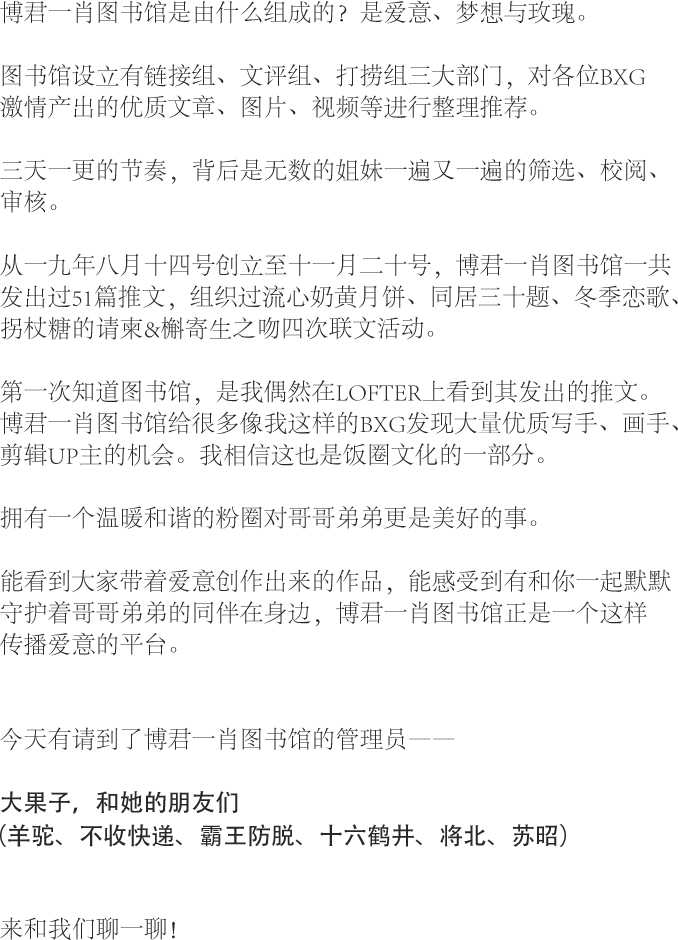 博君一肖图书馆是由什么组成的？是爱意、梦想与玫瑰。
图书馆设立有链接组、文评组、打捞组三大部门，对各位BXG
激情产出的优质文章、图片、视频等进行整理推荐。
三天一更的节奏，背后是无数的姐妹一遍又一遍的筛选、校阅、
审核。
从一九年八月十四号创立至十一月二十号，博君一肖图书馆一共
发出过51篇推文，组织过流心奶黄月饼、同居三十题、冬季恋歌、
拐杖糖的请柬&槲寄生之吻四次联文活动。
第一次知道图书馆，是我偶然在LOFTER上看到其发出的推文。
博君一肖图书馆给很多像我这样的BXG发现大量优质写手、画手、
剪辑UP主的机会。我相信这也是饭圈文化的一部分。
拥有一个温暖和谐的粉圈对哥哥弟弟更是美好的事。
能看到大家带着爱意创作出来的作品，能感受到有和你一起默默
守护着哥哥弟弟的同伴在身边，博君一肖图书馆正是一个这样
传播爱意的平台。
今天有请到了博君一肖图书馆的管理员——
大果子，和她的朋友们
(羊驼、不收快递、霸王防脱、十六鹤井、将北、苏昭)
来和我们聊一聊！